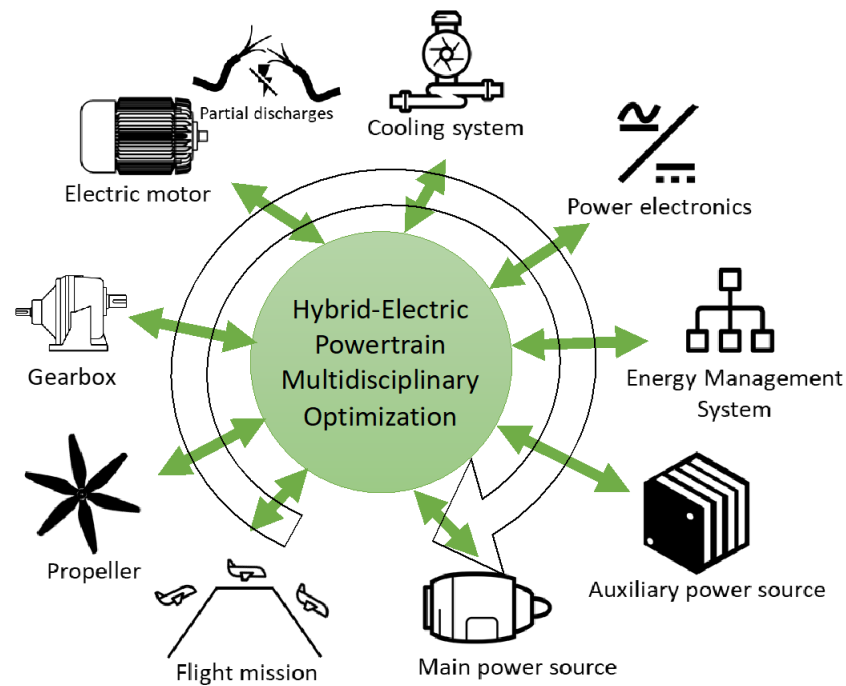 Partial discharges
Cooling system
Electric motor
Power electronics
Hybrid-Electric
Powertrain
Multidisciplinary
Optimization
Gearbox
Energy Management
System
Propeller
Auxiliary power source
Flight mission
Main power source